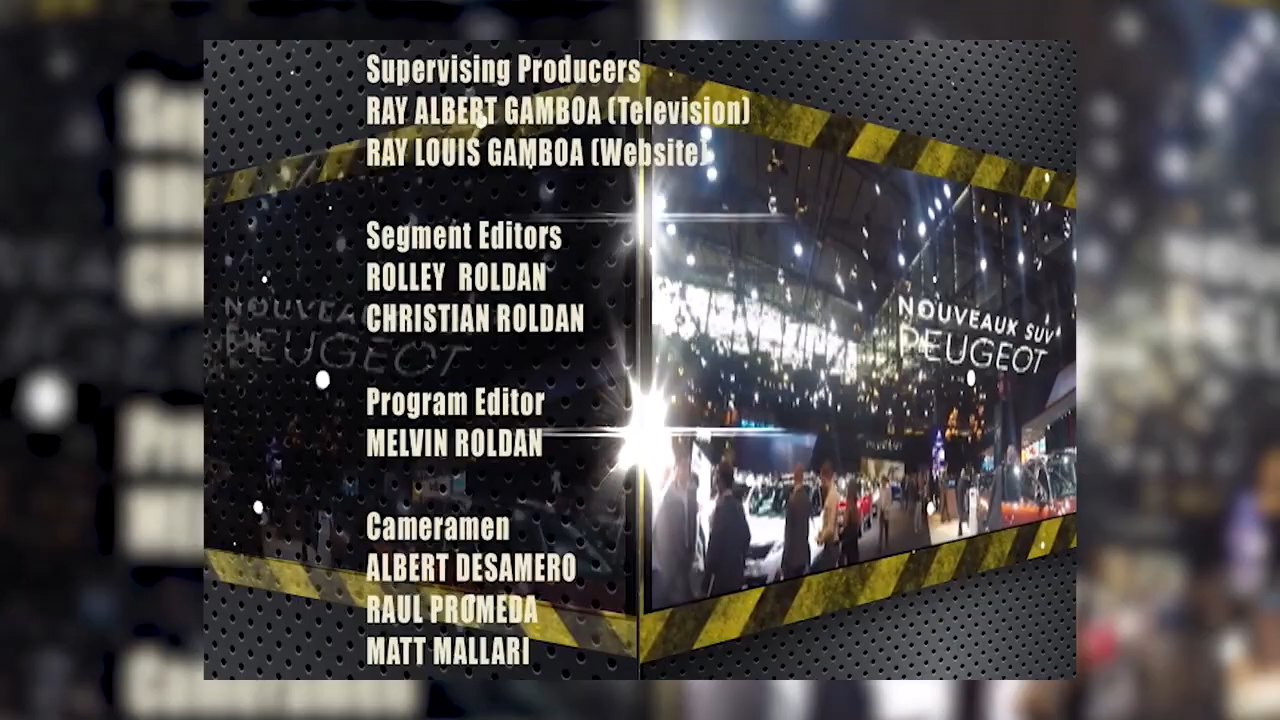 Supervising Producers
RAY ALBERT GAMBOA (Television)
RAY LOUIS GAMBOA (Website)
Segment Editors
ROLLEY ROLDAN
CHRISTIAN ROLDAN
NOUVEAUX SUV
PEUGEOT
PEUGEOT
Program Editor
MELVIN ROLDAN
Cameramen
ALBERT DESAMERO
RAUL PROMEDA
MATT MALLARI